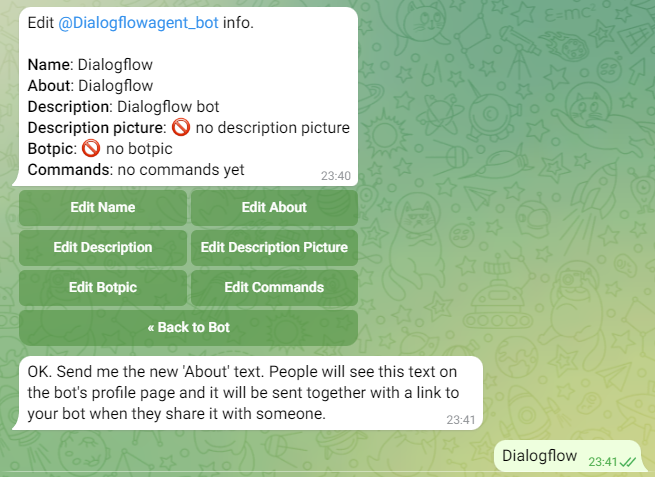 Edit @Dialogflowagent_bot info.
Name: Dialogflow
About: Dialogflow
Description: Dialogflow bot
Description picture: 🚫 no description picture
Botpic: 🚫 no botpic
Commands: no commands yet
23:40
Edit Name
Edit About
Edit Description
Edit Description Picture
Edit Botpic
Edit Commands
« Back to Bot
OK. Send me the new 'About' text. People will see this text on
the bot's profile page and it will be sent together with a link to
your bot when they share it with someone.
23:41
Dialogflow 23:41